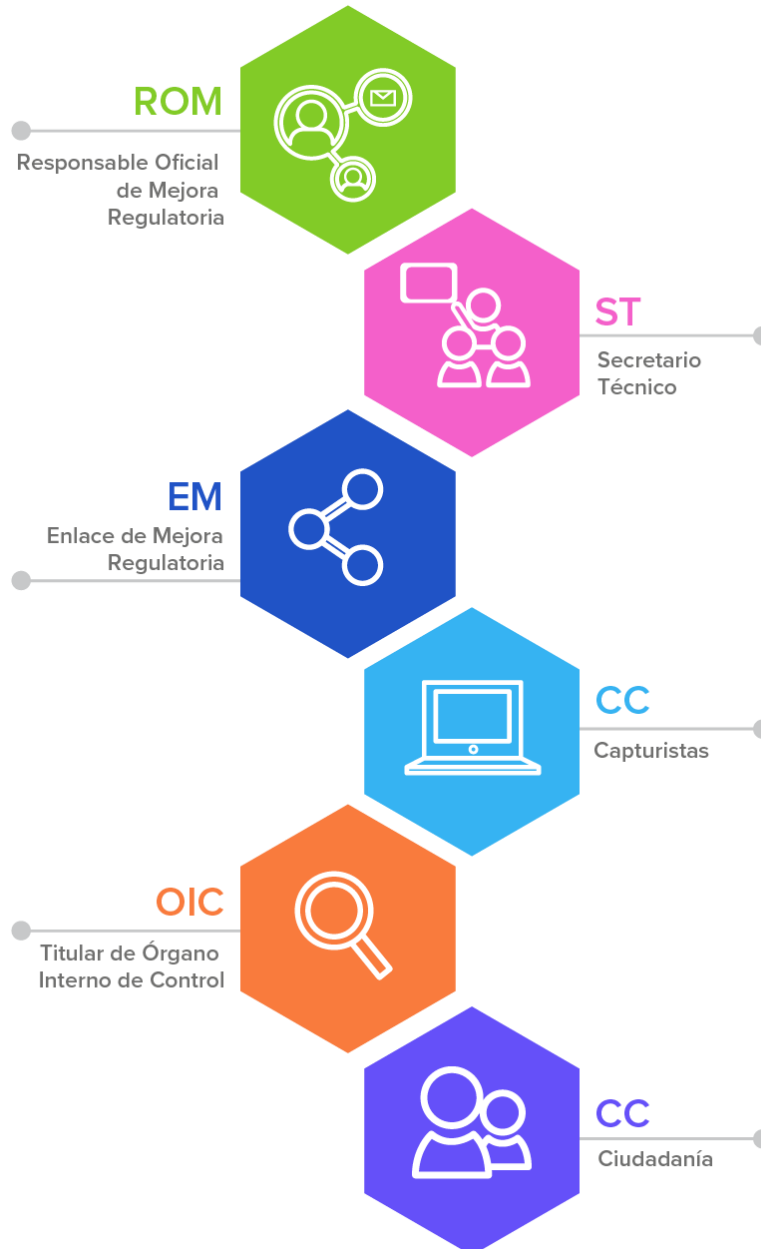 ROM
Responsable Oficial
de Mejora
Regulatoria
ST
Secretario
Técnico
EM
Enlace de Mejora
Regulatoria
CC
Capturistas
OIC
Titular de Órgano
Interno de Control
CC
Ciudadanía